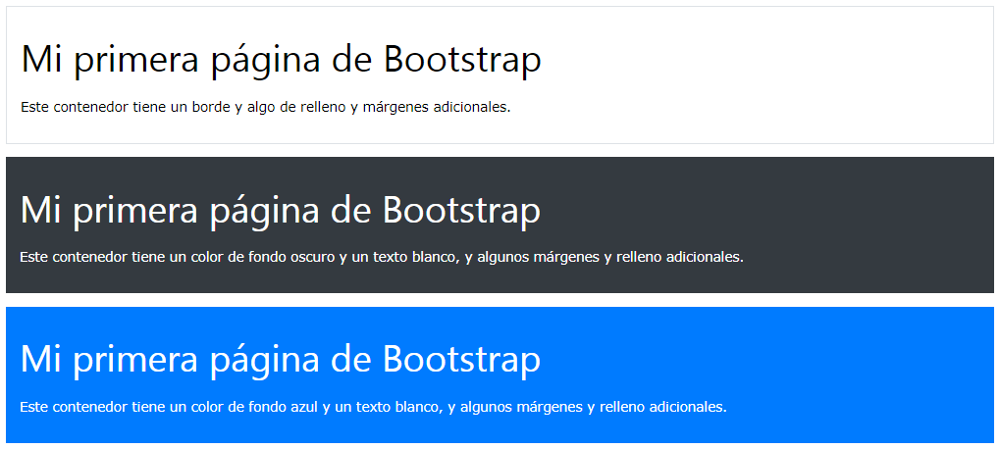 Mi primera página de Bootstrap
Este contenedor tiene un borde y algo de relleno y márgenes adicionales.
Mi primera página de Bootstrap
Este contenedor tiene un color de fondo oscuro y un texto blanco, y algunos márgenes y relleno adicionales.
Mi primera página de Bootstrap
Este contenedor tiene un color de fondo azul y un texto blanco, y algunos márgenes y relleno adicionales.